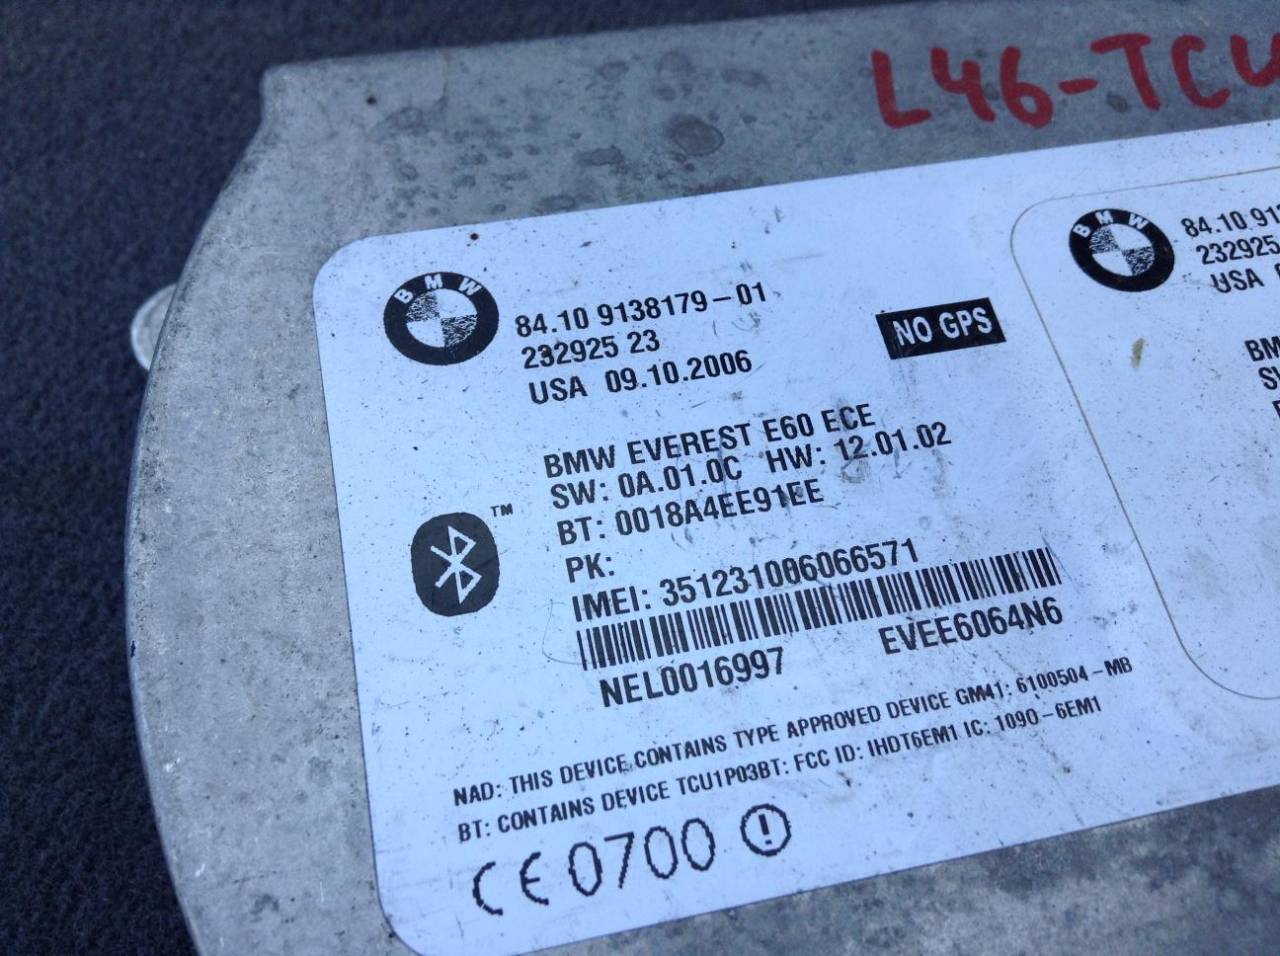 L46-TCU
BMW
84.10 9138179-01
232925 23
USA 09.10.2006
NO GPS
BMW EVEREST E60 ECE
SW: 0A.01.0C HW: 12.01.02
BT: 0018A4EE91EE
PK:
IMEI: 351231006066571
NEL0016997 EVEE6064N6
NAD: THIS DEVICE CONTAINS TYPE APPROVED DEVICE GM41: 6100504-MB
BT: CONTAINS DEVICE TCU1P03BT: FCC ID: IHDT6EM1 IC: 1090-6EM1
CE 0700
TM
BMW
84.10 91
232925
USA
BM